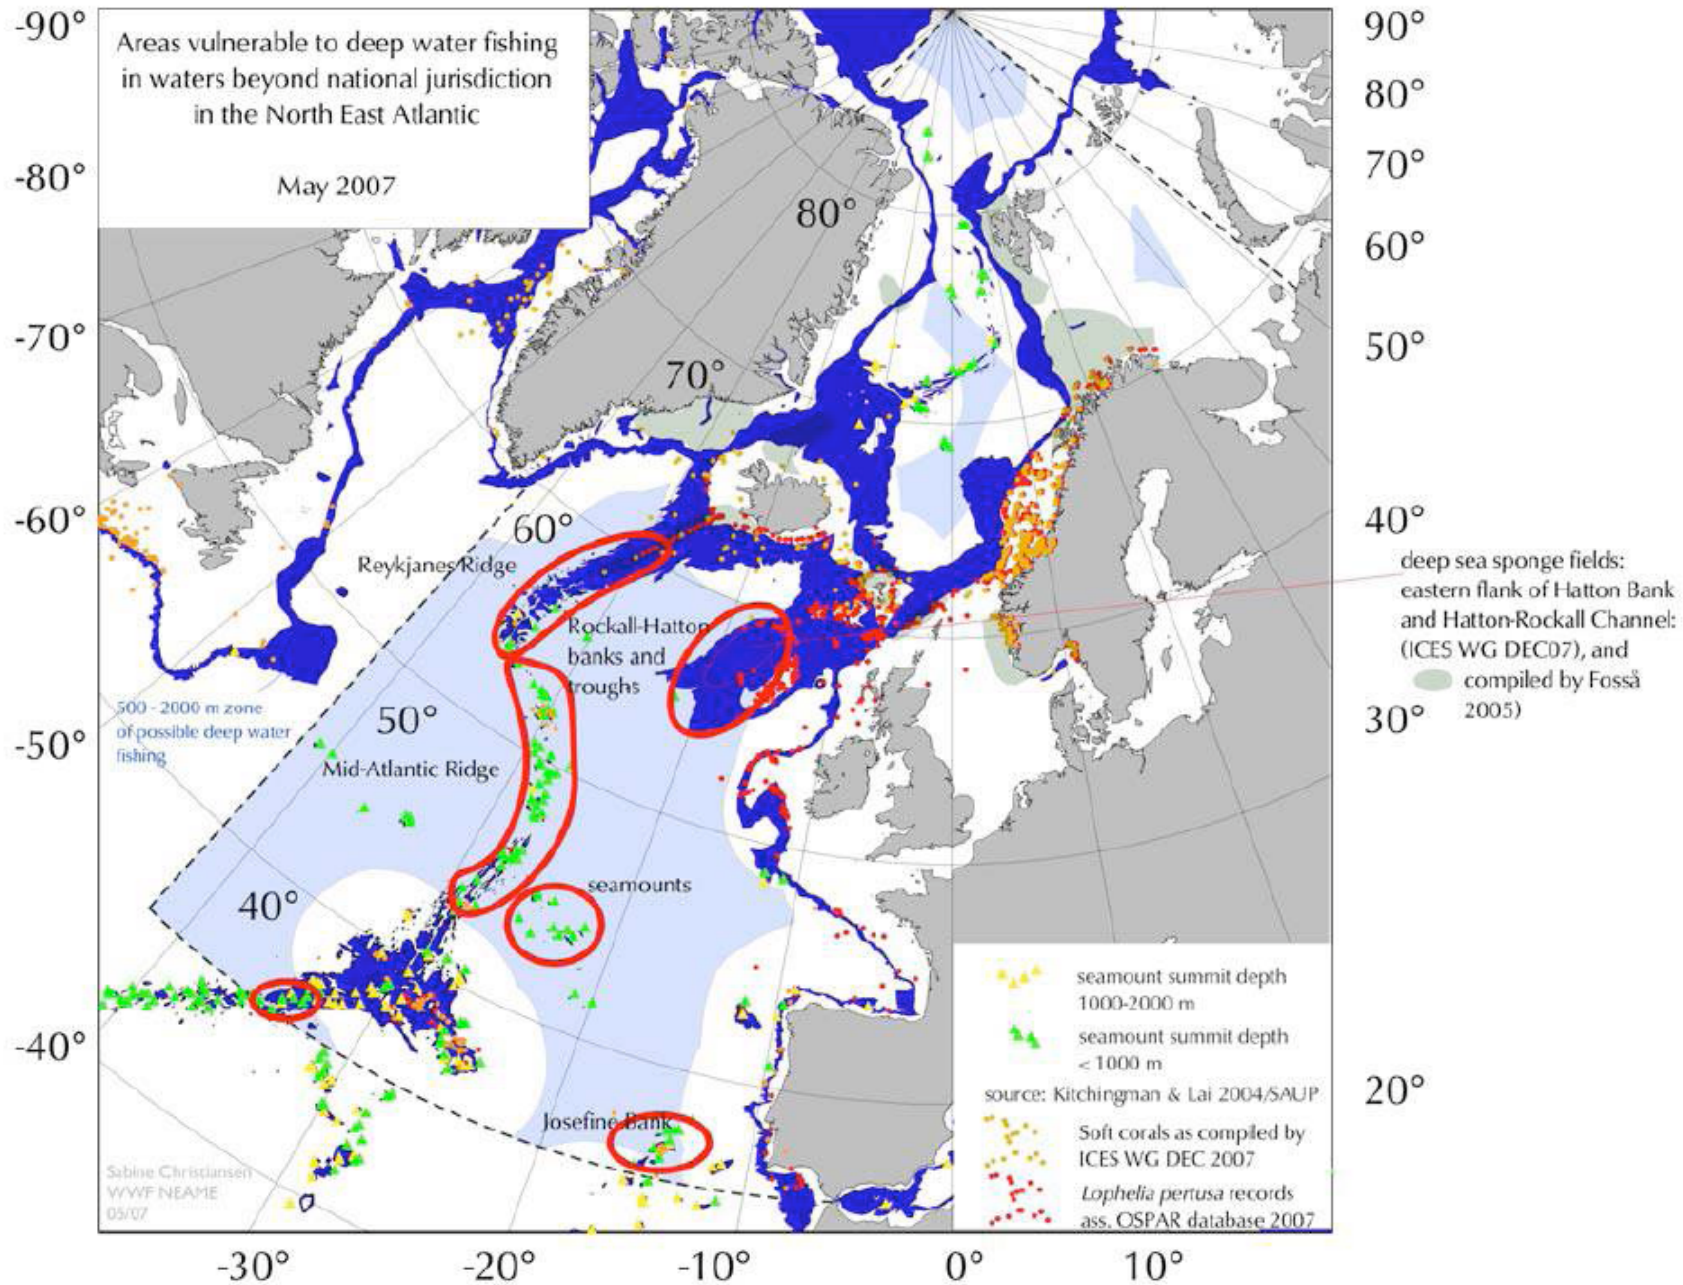 Areas vulnerable to deep water fishing
in waters beyond national jurisdiction
in the North East Atlantic
May 2007
-90°
-80°
-70°
-60°
-50°
-40°
90°
80°
70°
60°
50°
40°
30°
20°
-30°
-20°
-10°
0°
10°
80°
70°
60°
50°
40°
Reykjanes Ridge
Rockall-Hatton
banks and
troughs
500 - 2000 m zone
of possible deep water
fishing
Mid-Atlantic Ridge
seamounts
Josefine Bank
deep sea sponge fields:
eastern flank of Hatton Bank
and Hatton-Rockall Channel:
(ICES WG DEC07), and
compiled by Fosså
2005)
seamount summit depth
1000-2000 m
seamount summit depth
< 1000 m
source: Kitchingman & Lai 2004/SAUP
Soft corals as compiled by
ICES WG DEC 2007
Lophelia pertusa records
ass. OSPAR database 2007
Sabine Christiansen
WWF NEAME
05/07